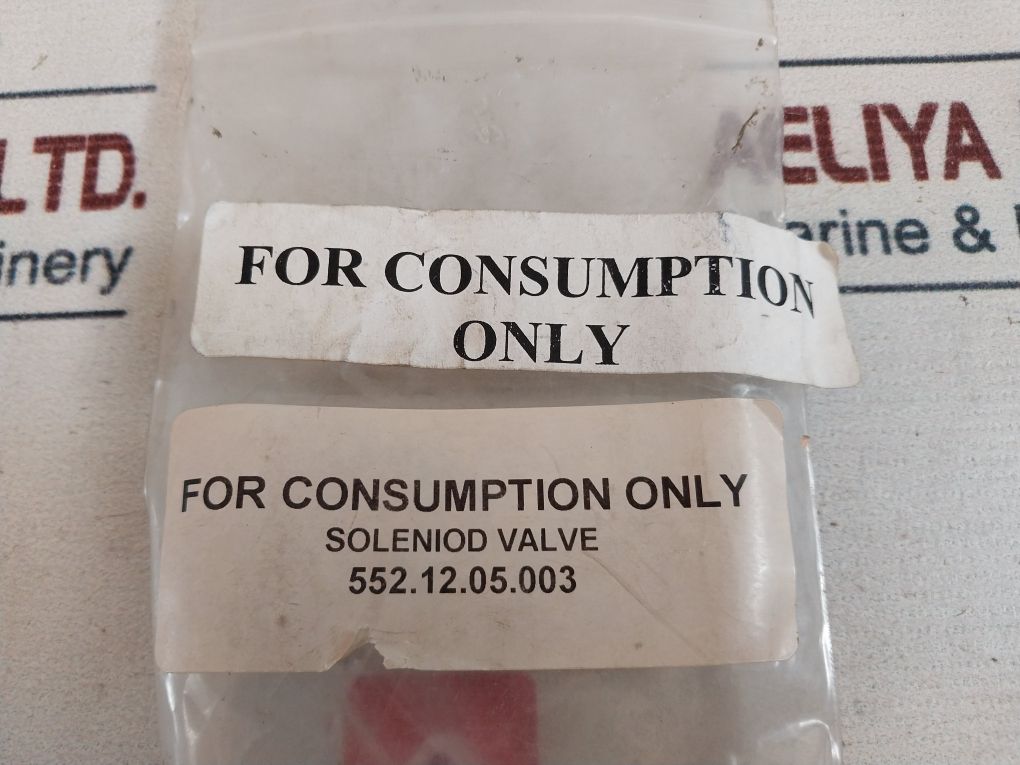 LTD.
ELIYA
arine &
inery
FOR CONSUMPTION
ONLY
FOR CONSUMPTION ONLY
SOLENIOD VALVE
552.12.05.003